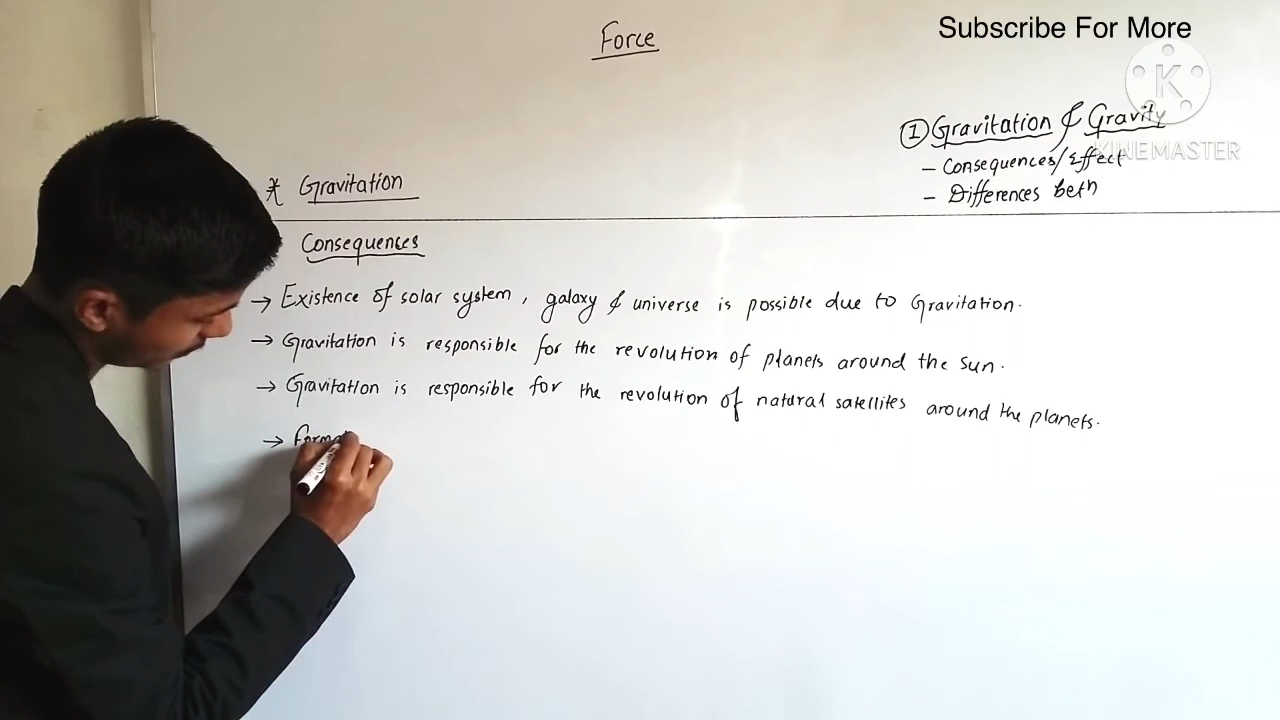 Subscribe For More
Force
① Gravitation & Gravity
KINEMASTER
- Consequences/Effect
- Differences betn
* Gravitation
Consequences
→ Existence of solar system, galaxy & universe is possible due to Gravitation.
→ Gravitation is responsible for the revolution of planets around the sun.
→ Gravitation is responsible for the revolution of natural satellites around the planets.
→ Forma